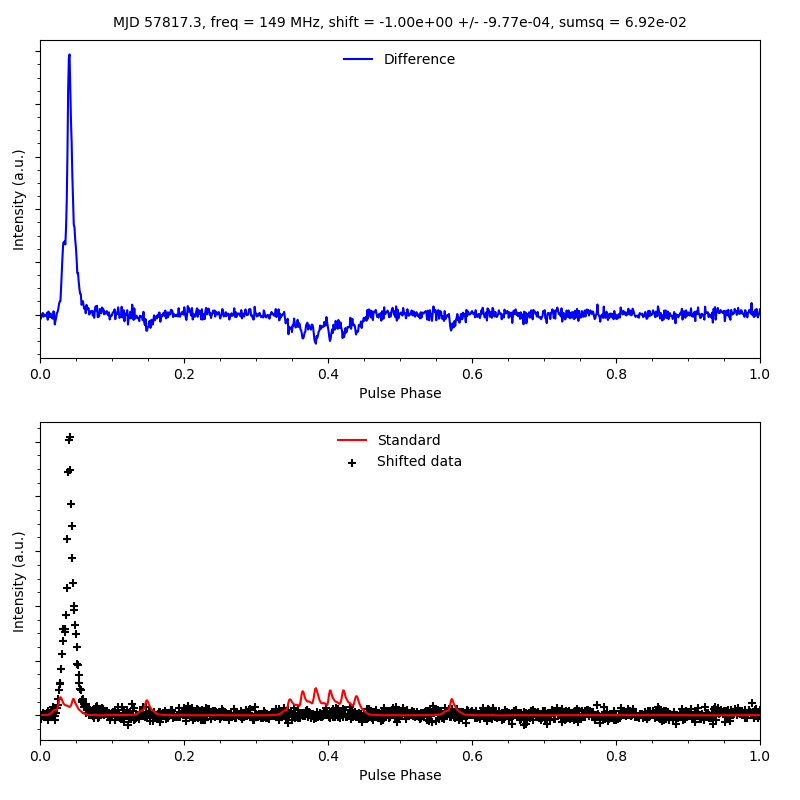 MJD 57817.3, freq = 149 MHz, shift = -1.00e+00 +/- -9.77e-04, sumsq = 6.92e-02
Difference
Intensity (a.u.)
0.0 0.2 0.4 0.6 0.8 1.0
Pulse Phase
Standard
Shifted data
Intensity (a.u.)
0.0 0.2 0.4 0.6 0.8 1.0
Pulse Phase